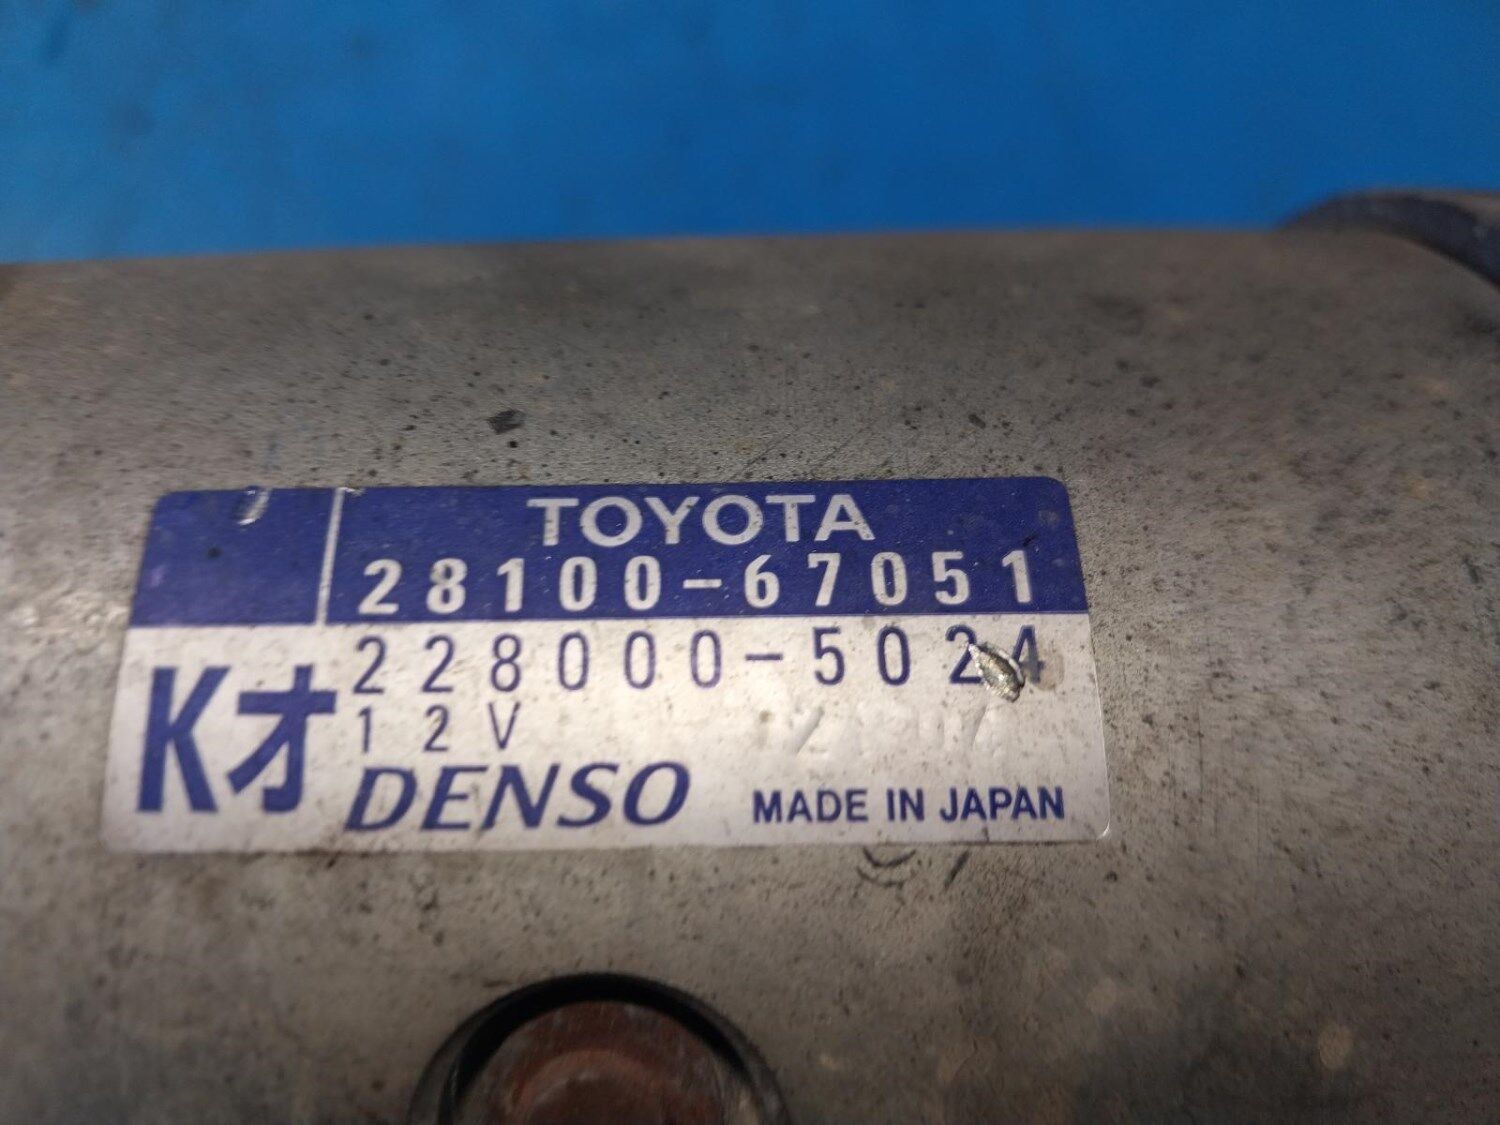 TOYOTA
28100-67051
228000-5024
Kオ
12V
DENSO
MADE IN JAPAN